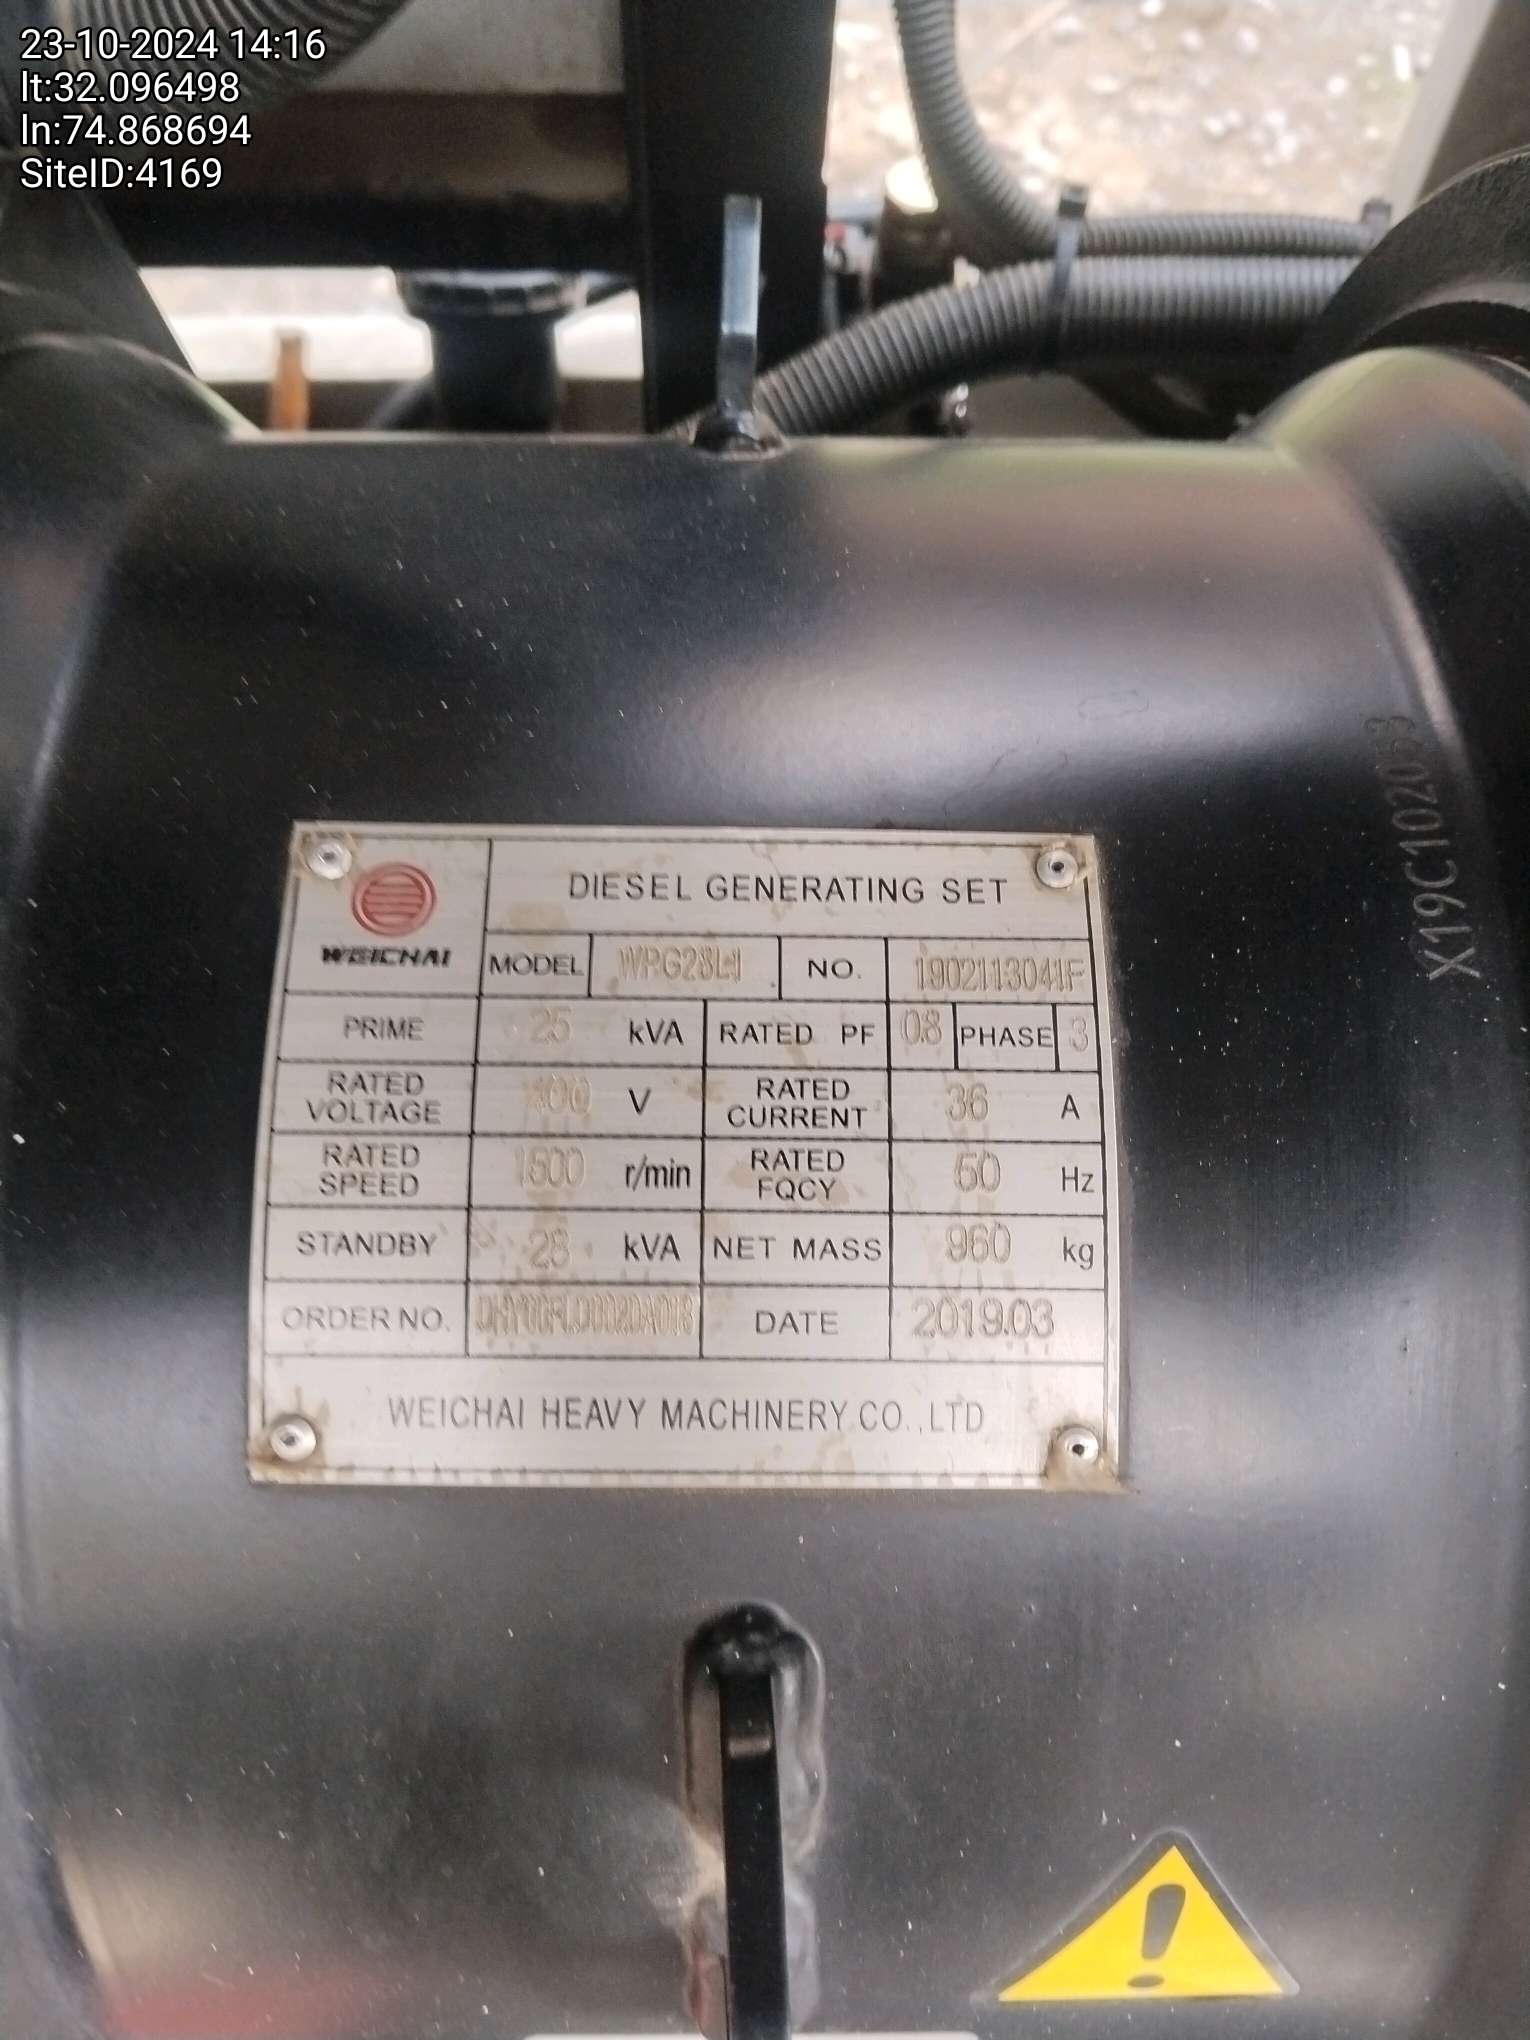 23-10-2024 14:16
lt:32.096498
ln:74.868694
SiteID:4169
X19C102053
WEICHAI
DIESEL GENERATING SET
MODEL WPG28L1 NO. 1902113041F
PRIME 25 kVA RATED PF 0.8 PHASE 3
RATED VOLTAGE 400 V RATED CURRENT 36 A
RATED SPEED 1500 r/min RATED FQCY 50 Hz
STANDBY 28 kVA NET MASS 960 kg
ORDER NO. DATE 2019.03
WEICHAI HEAVY MACHINERY CO.,LTD